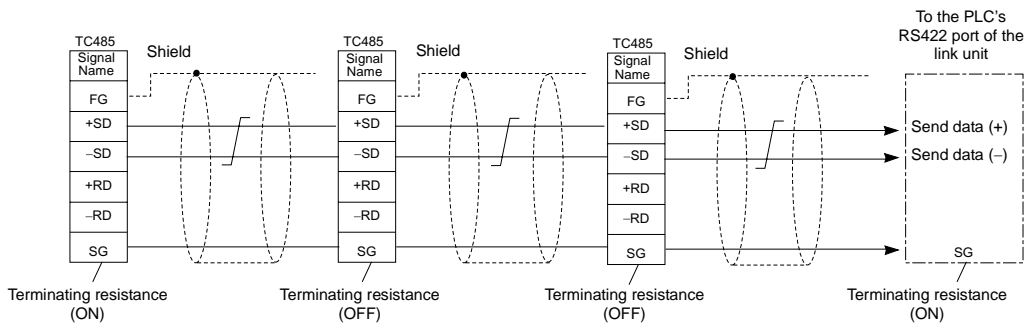 To the PLC's
RS422 port of the
link unit
TC485
Signal
Name
FG
+SD
−SD
+RD
−RD
SG
Shield
Terminating resistance
(ON)
TC485
Signal
Name
FG
+SD
−SD
+RD
−RD
SG
Shield
Terminating resistance
(OFF)
TC485
Signal
Name
FG
+SD
−SD
+RD
−RD
SG
Shield
Terminating resistance
(OFF)
Send data (+)
Send data (−)
SG
Terminating resistance
(ON)